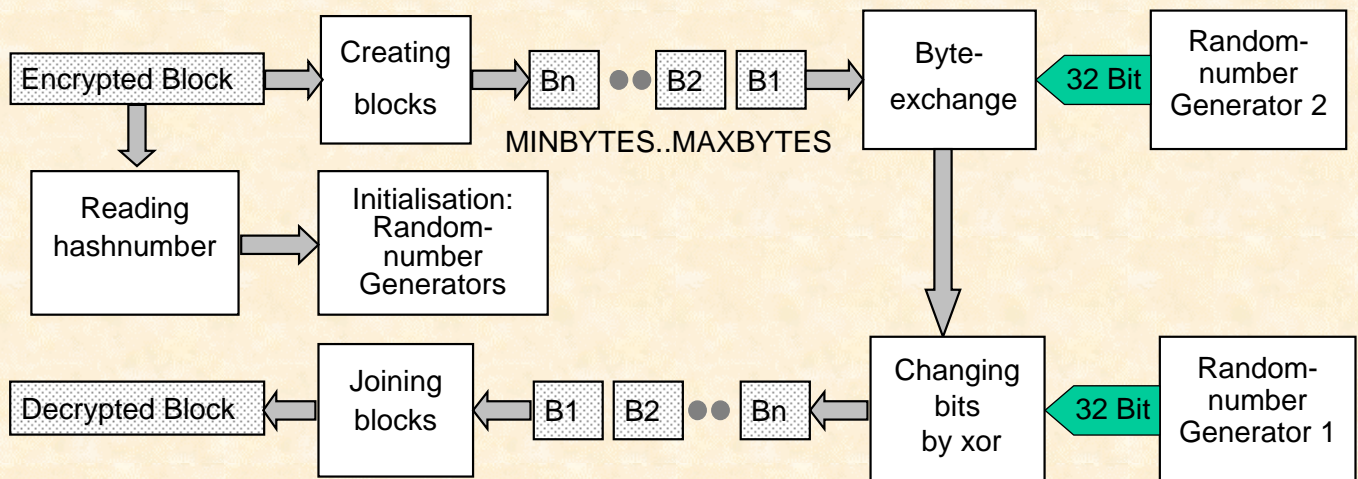 Encrypted Block
Creating
blocks
Bn
B2
B1
MINBYTES..MAXBYTES
Byte-
exchange
32 Bit
Random-
number
Generator 2
Reading
hashnumber
Initialisation:
Random-
number
Generators
Decrypted Block
Joining
blocks
B1
B2
Bn
Changing
bits
by xor
32 Bit
Random-
number
Generator 1